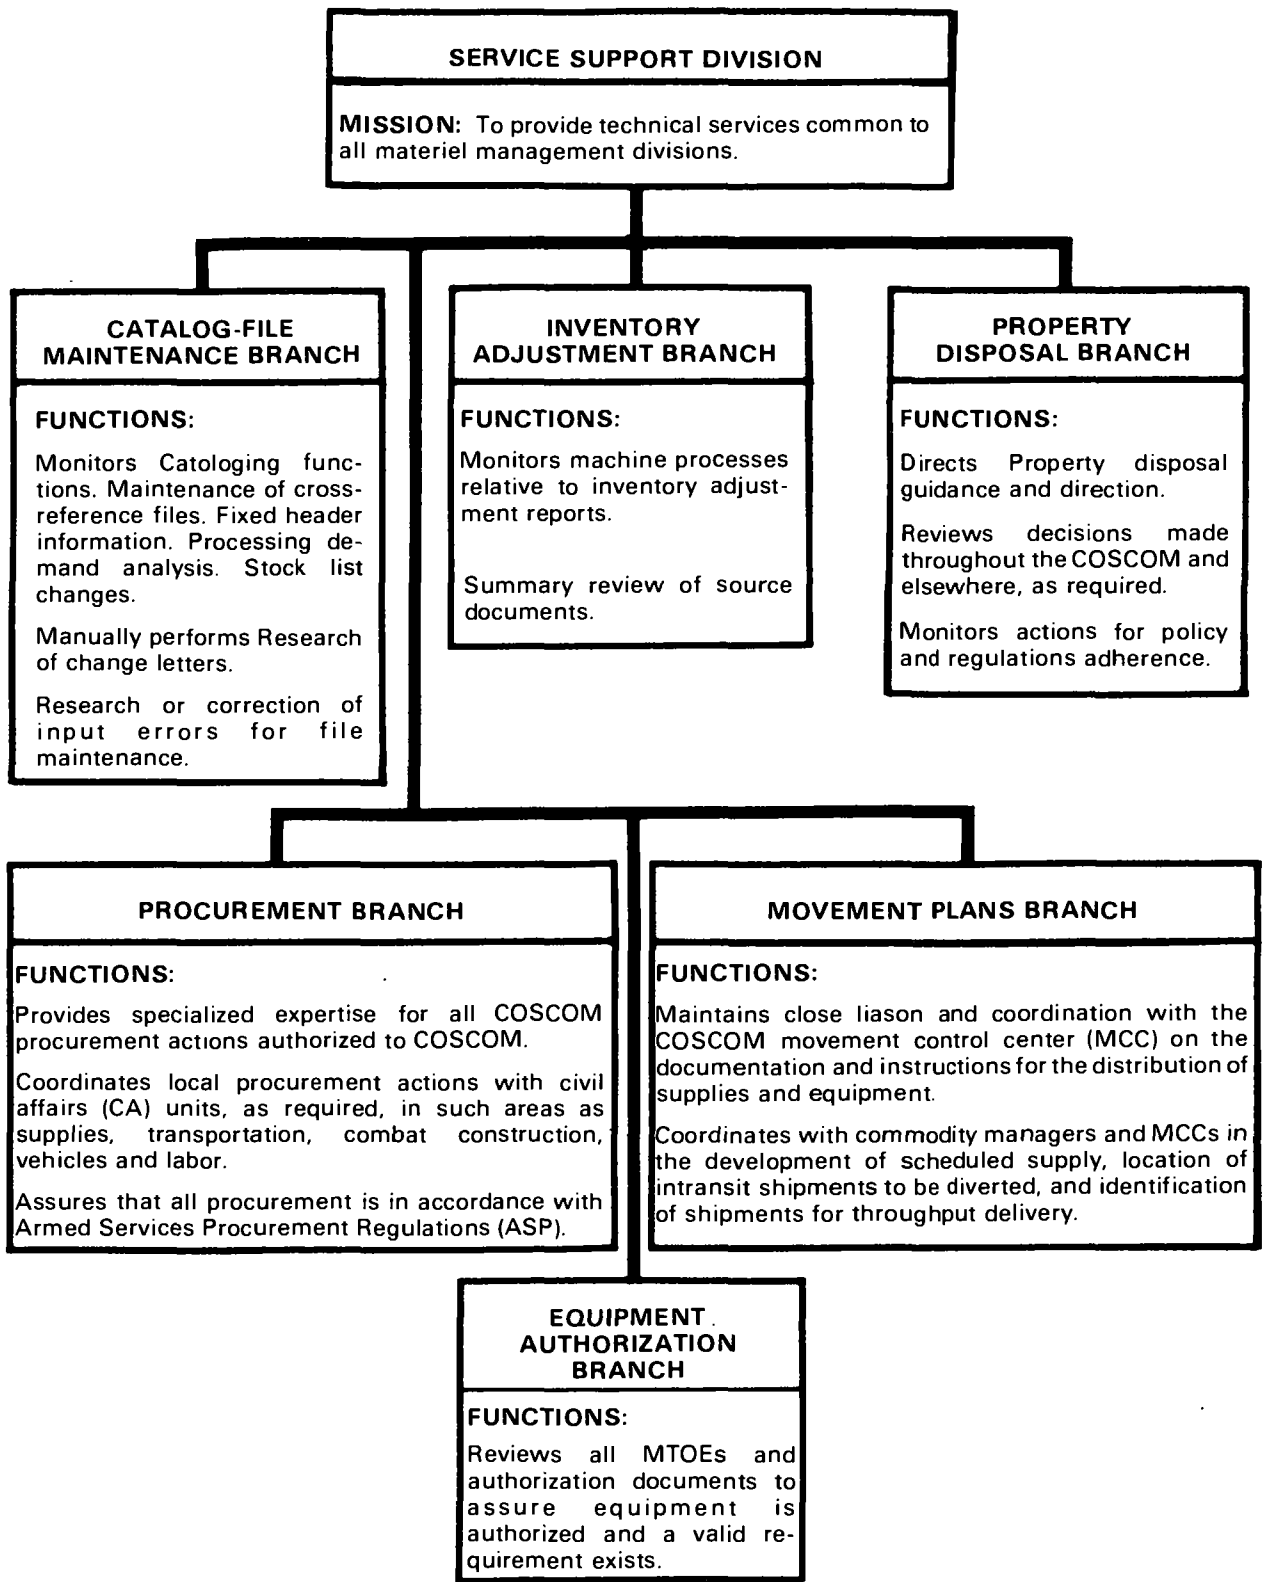 SERVICE SUPPORT DIVISION
MISSION: To provide technical services common to
all materiel management divisions.
CATALOG-FILE
MAINTENANCE BRANCH
FUNCTIONS:
Monitors Catologing func-
tions. Maintenance of cross-
reference files. Fixed header
information. Processing de-
mand analysis. Stock list
changes.
Manually performs Research
of change letters.
Research or correction of
input errors for file
maintenance.
INVENTORY
ADJUSTMENT BRANCH
FUNCTIONS:
Monitors machine processes
relative to inventory adjust-
ment reports.
Summary review of source
documents.
PROPERTY
DISPOSAL BRANCH
FUNCTIONS:
Directs Property disposal
guidance and direction.
Reviews decisions made
throughout the COSCOM and
elsewhere, as required.
Monitors actions for policy
and regulations adherence.
PROCUREMENT BRANCH
FUNCTIONS:
Provides specialized expertise for all COSCOM
procurement actions authorized to COSCOM.
Coordinates local procurement actions with civil
affairs (CA) units, as required, in such areas as
supplies, transportation, combat construction,
vehicles and labor.
Assures that all procurement is in accordance with
Armed Services Procurement Regulations (ASP).
MOVEMENT PLANS BRANCH
FUNCTIONS:
Maintains close liason and coordination with the
COSCOM movement control center (MCC) on the
documentation and instructions for the distribution of
supplies and equipment.
Coordinates with commodity managers and MCCs in
the development of scheduled supply, location of
intransit shipments to be diverted, and identification
of shipments for throughput delivery.
EQUIPMENT
AUTHORIZATION
BRANCH
FUNCTIONS:
Reviews all MTOEs and
authorization documents to
assure equipment is
authorized and a valid re-
quirement exists.